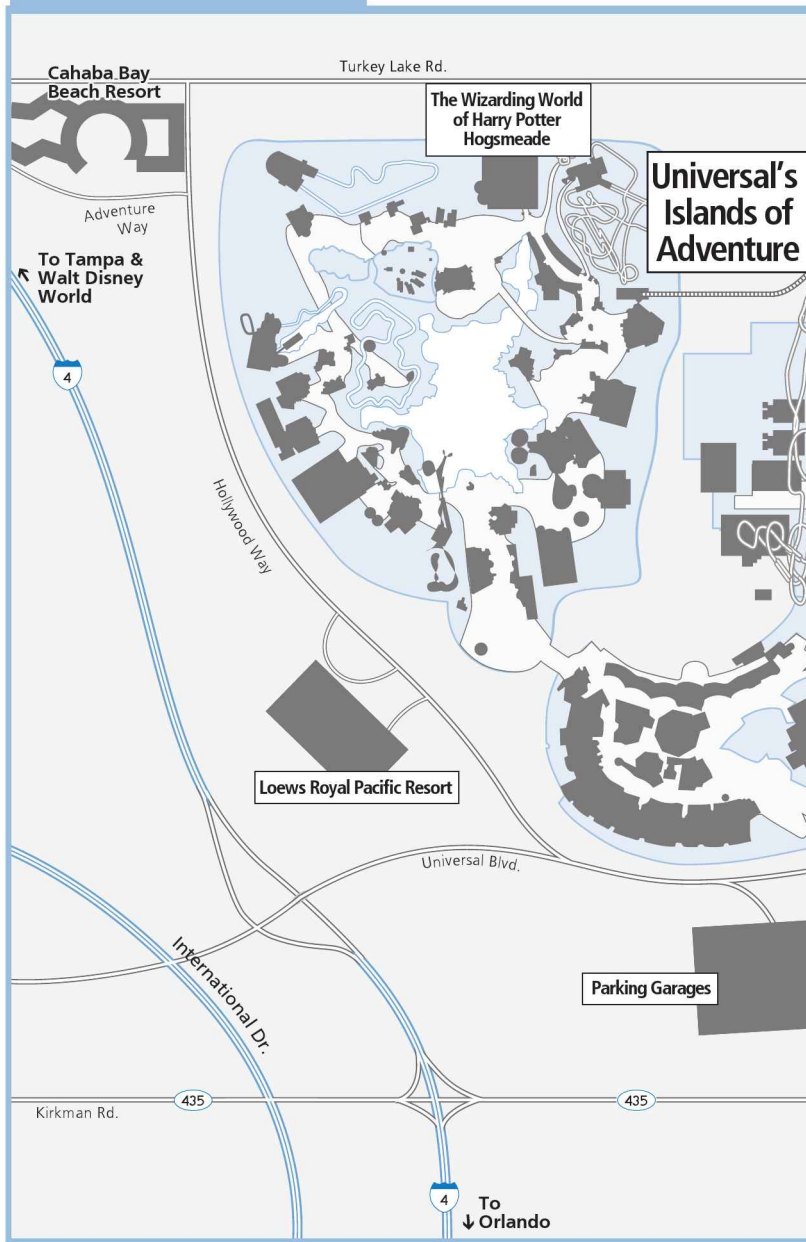 Turkey Lake Rd.
Cahaba Bay
Beach Resort
The Wizarding World
of Harry Potter
Hogsmeade
Universal's
Islands of
Adventure
Adventure
Way
To Tampa &
Walt Disney
World
4
Hollywood Way
Loews Royal Pacific Resort
Universal Blvd.
International Dr.
Parking Garages
435
435
Kirkman Rd.
4
To
Orlando